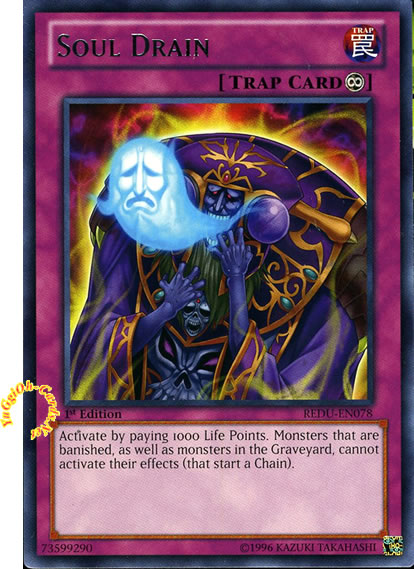 SOUL DRAIN
TRAP
罠
[TRAP CARD♾]
1st Edition
REDU-EN078
Activate by paying 1000 Life Points. Monsters that are
banished, as well as monsters in the Graveyard, cannot
activate their effects (that start a Chain).
73599290
©1996 KAZUKI TAKAHASHI
YuGgiOh-Cards.Net